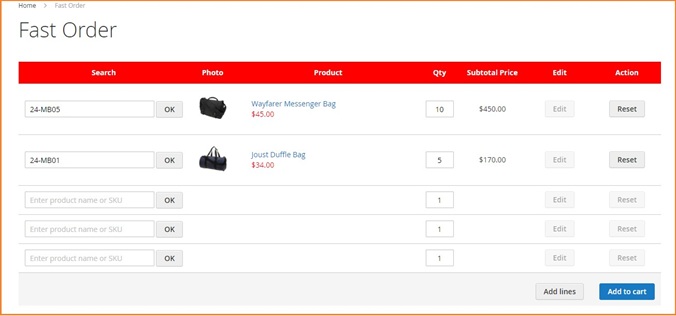 Home > Fast Order
Fast Order
Search Photo Product Qty Subtotal Price Edit Action
24-MB05 OK Wayfarer Messenger Bag 10 $450.00 Edit Reset
$45.00
24-MB01 OK Joust Duffle Bag 5 $170.00 Edit Reset
$34.00
Enter product name or SKU OK 1 Edit Reset
Enter product name or SKU OK 1 Edit Reset
Enter product name or SKU OK 1 Edit Reset
Add lines Add to cart